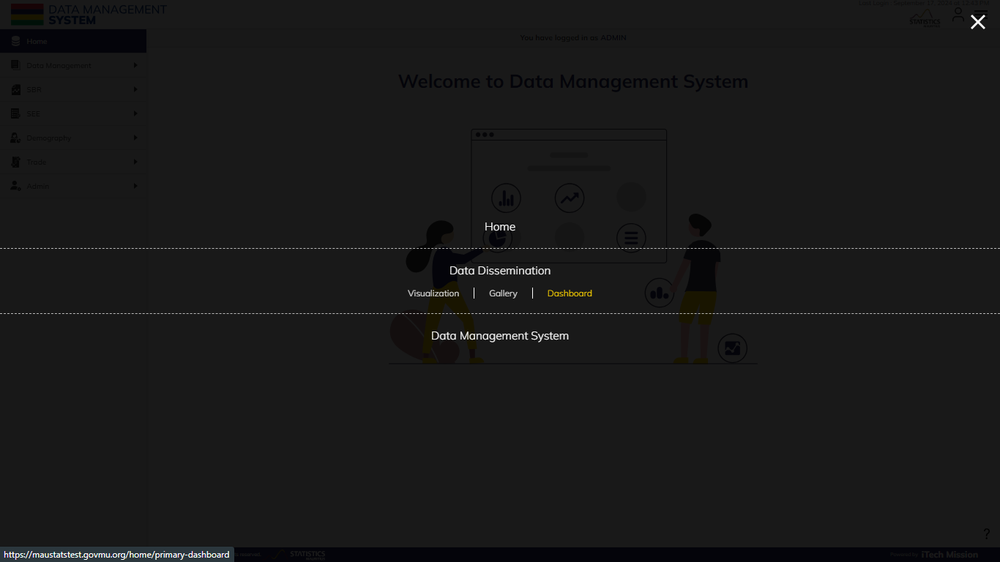 DATA MANAGEMENT
SYSTEM
Last Login : September 17, 2024 at 12:43 PM
STATISTICS
You have logged in as ADMIN
Home
Data Management
SBR
SEE
Demography
Trade
Admin
Welcome to Data Management System
Home
Data Dissemination
Visualization
Gallery
Dashboard
Data Management System
?
https://maustatstest.govmu.org/home/primary-dashboard
reserved.
STATISTICS
Powered by iTech Mission